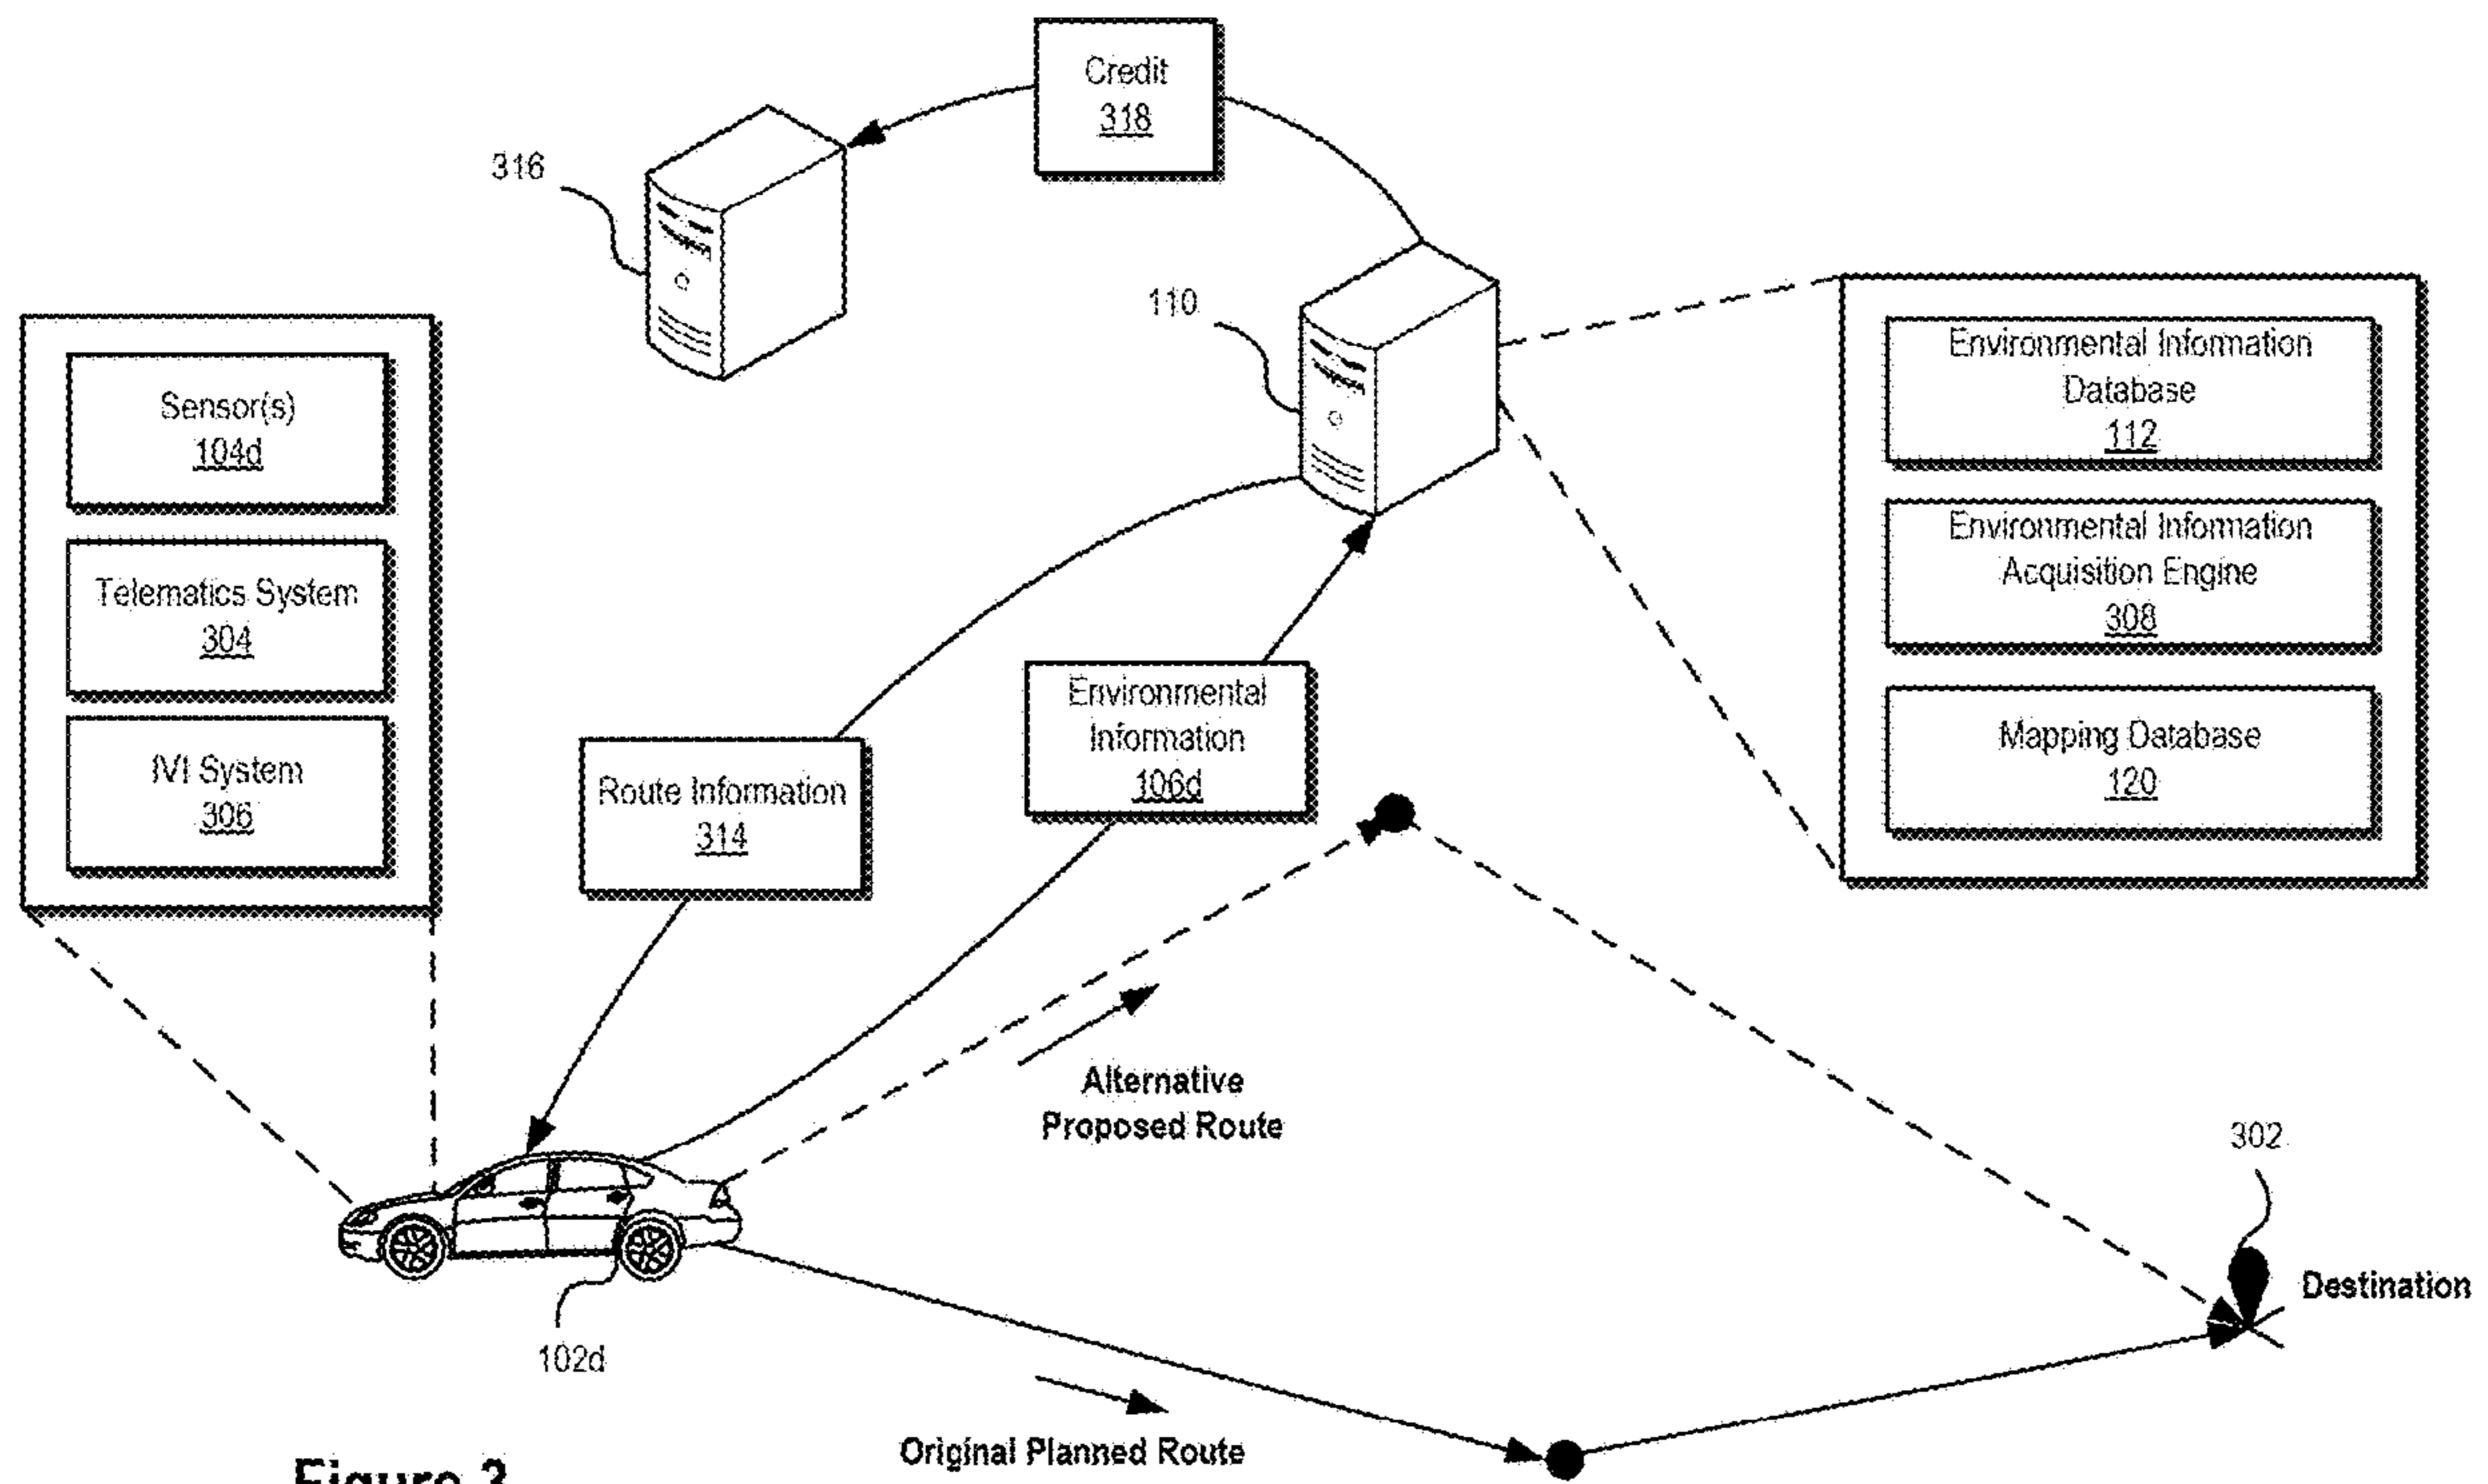 Credit
318
316
110
Sensor(s)
104d
Telematics System
304
IVI System
306
Environmental Information
Database
112
Environmental Information
Acquisition Engine
308
Mapping Database
120
Environmental
Information
106d
Route Information
314
Alternative
Proposed Route
302
Destination
102d
Original Planned Route
Figure 3